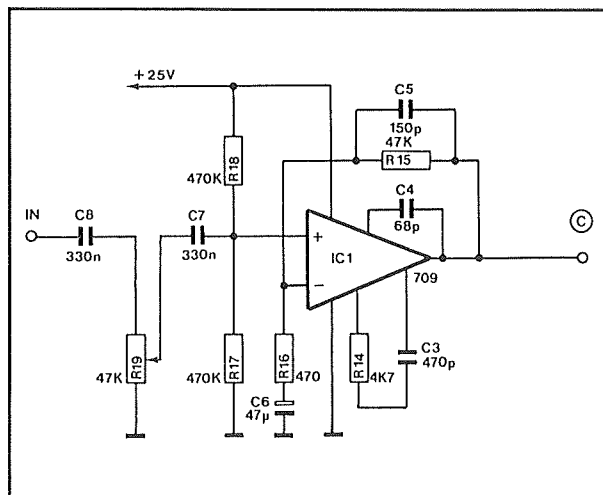 + 25V
C5
150p
47K
R15
R18
470K
C4
68p
IN
C8
330n
C7
330n
+
IC1
−
709
C
R19
47K
R17
470K
R16
470
C6
47µ
R14
4K7
C3
470p